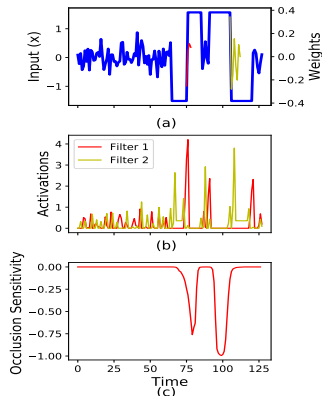 0.4
1
0.2
0
0.0
−0.2
−1
−0.4
Input (x)
Weights
(a)
Filter 1
Filter 2
4
3
2
1
0
Activations
(b)
0.00
−0.25
−0.50
−0.75
−1.00
Occlusion Sensitivity
0 25 50 75 100 125
Time
(c)